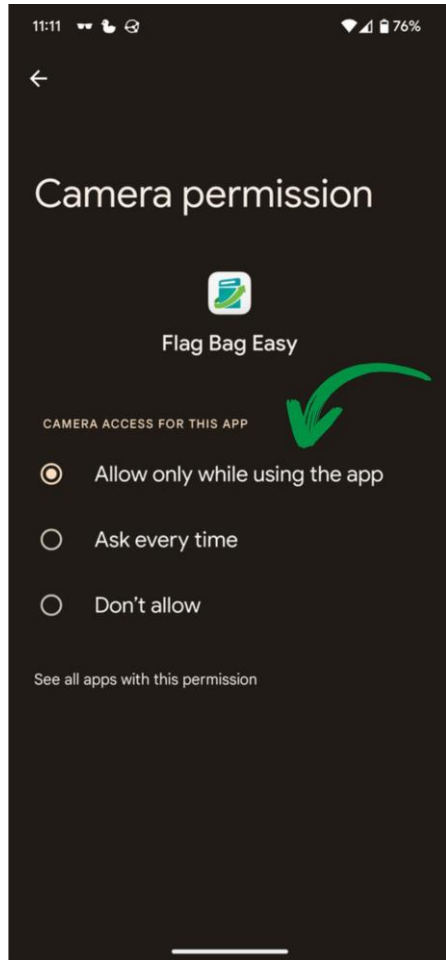 11:11 76%
Camera permission
Flag Bag Easy
CAMERA ACCESS FOR THIS APP
Allow only while using the app
Ask every time
Don't allow
See all apps with this permission